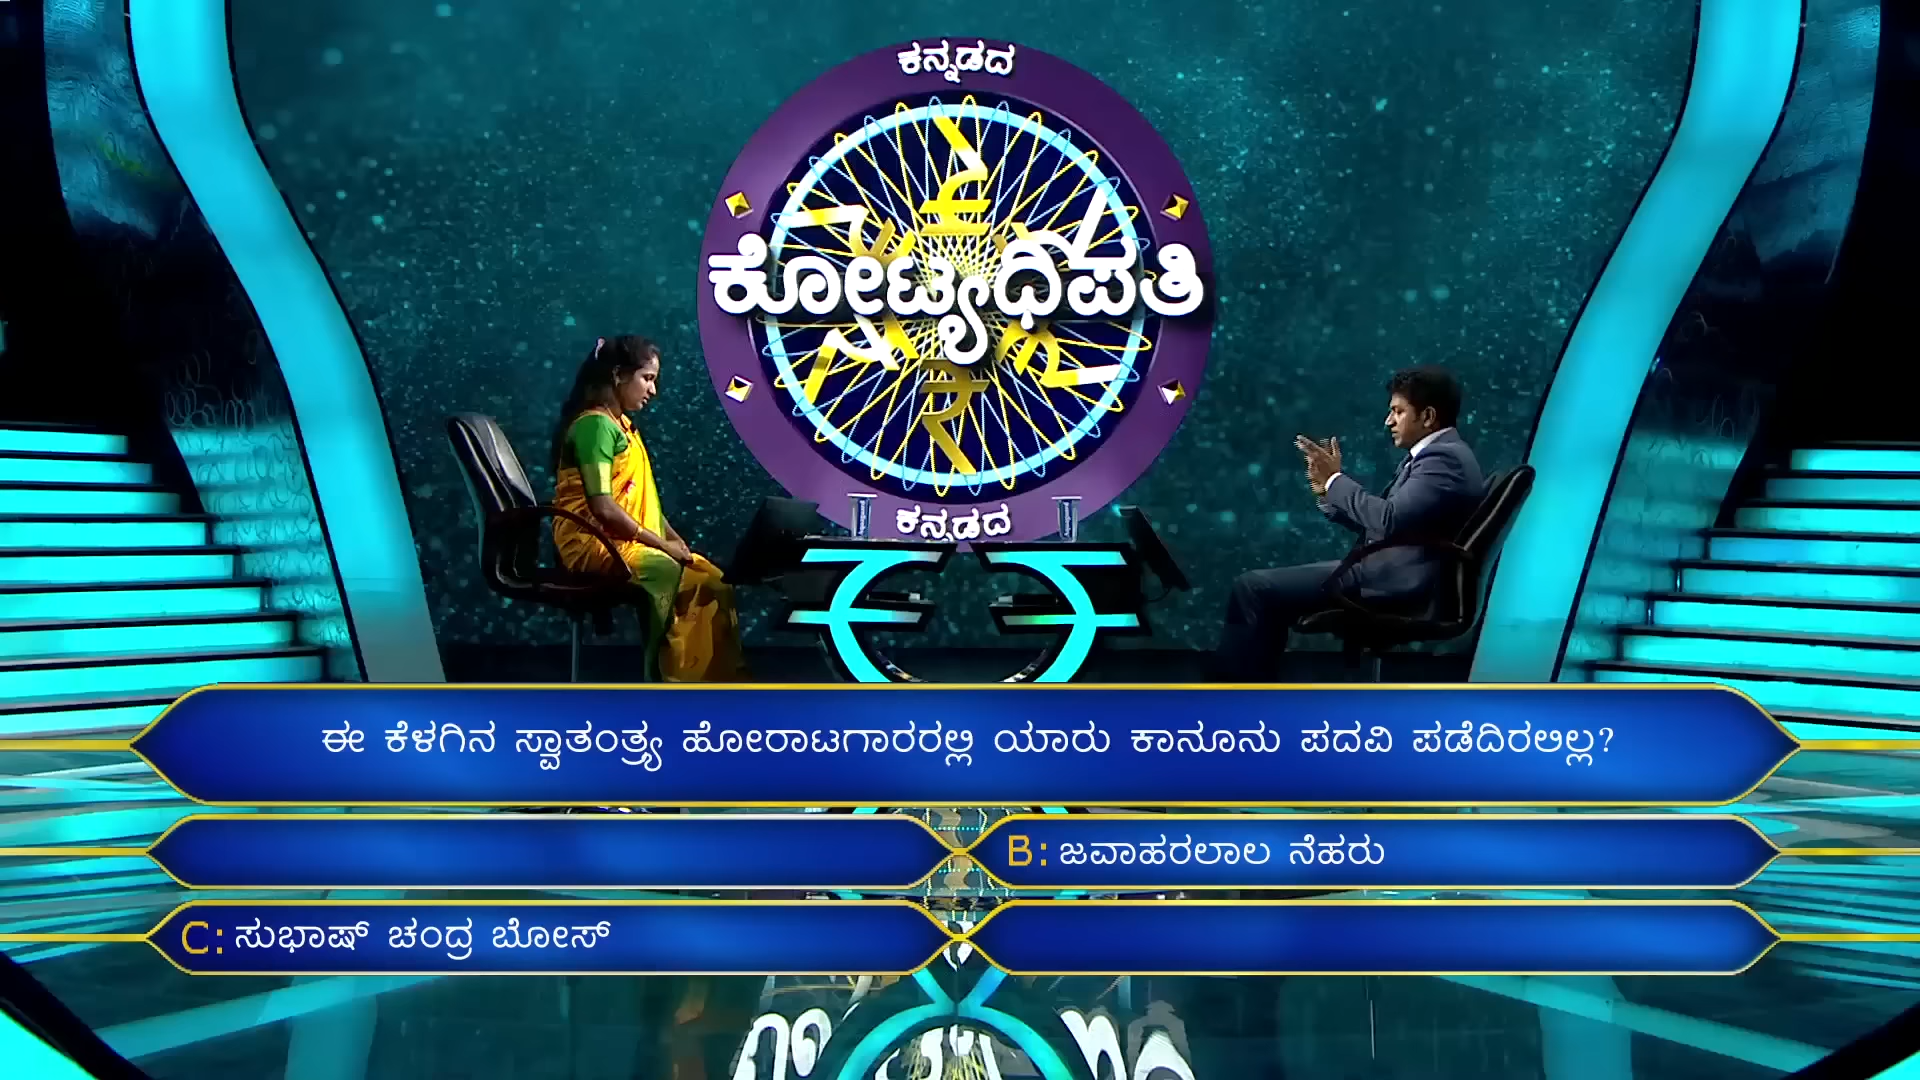 ಕನ್ನಡದ
ಕೋಟ್ಯಧಿಪತಿ
ಕನ್ನಡದ
ಈ ಕೆಳಗಿನ ಸ್ವಾತಂತ್ರ್ಯ ಹೋರಾಟಗಾರರಲ್ಲಿ ಯಾರು ಕಾನೂನು ಪದವಿ ಪಡೆದಿರಲಿಲ್ಲ?
B: ಜವಾಹರಲಾಲ ನೆಹರು
C: ಸುಭಾಷ್ ಚಂದ್ರ ಬೋಸ್